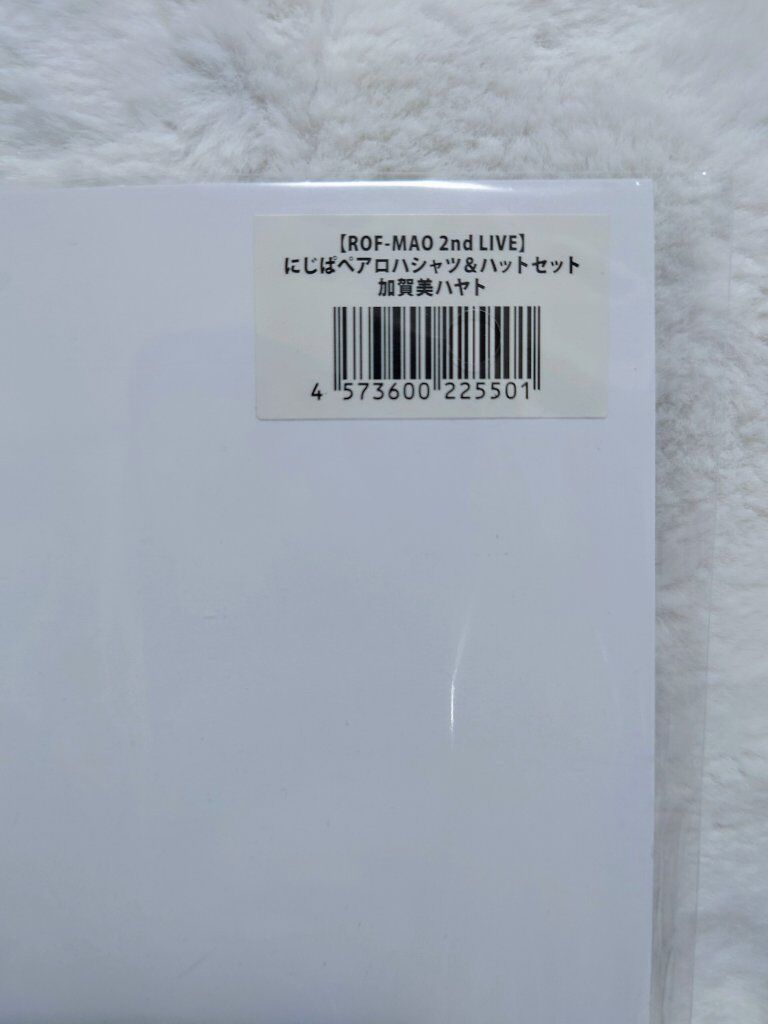 【ROF-MAO 2nd LIVE】
にじぱペアロハシャツ&ハットセット
加賀美ハヤト
4 573600 225501